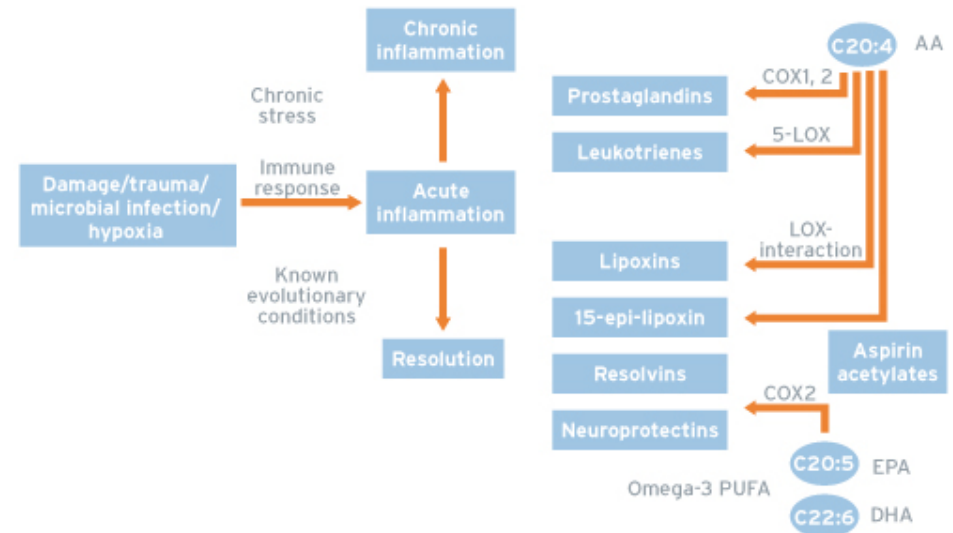 Chronic
inflammation
Chronic
stress
Damage/trauma/
microbial infection/
hypoxia
Immune
response
Acute
inflammation
Known
evolutionary
conditions
Resolution
C20:4
AA
COX1, 2
Prostaglandins
5-LOX
Leukotrienes
LOX-
interaction
Lipoxins
15-epi-lipoxin
Aspirin
acetylates
Resolvins
COX2
Neuroprotectins
C20:5
EPA
Omega-3 PUFA
C22:6
DHA